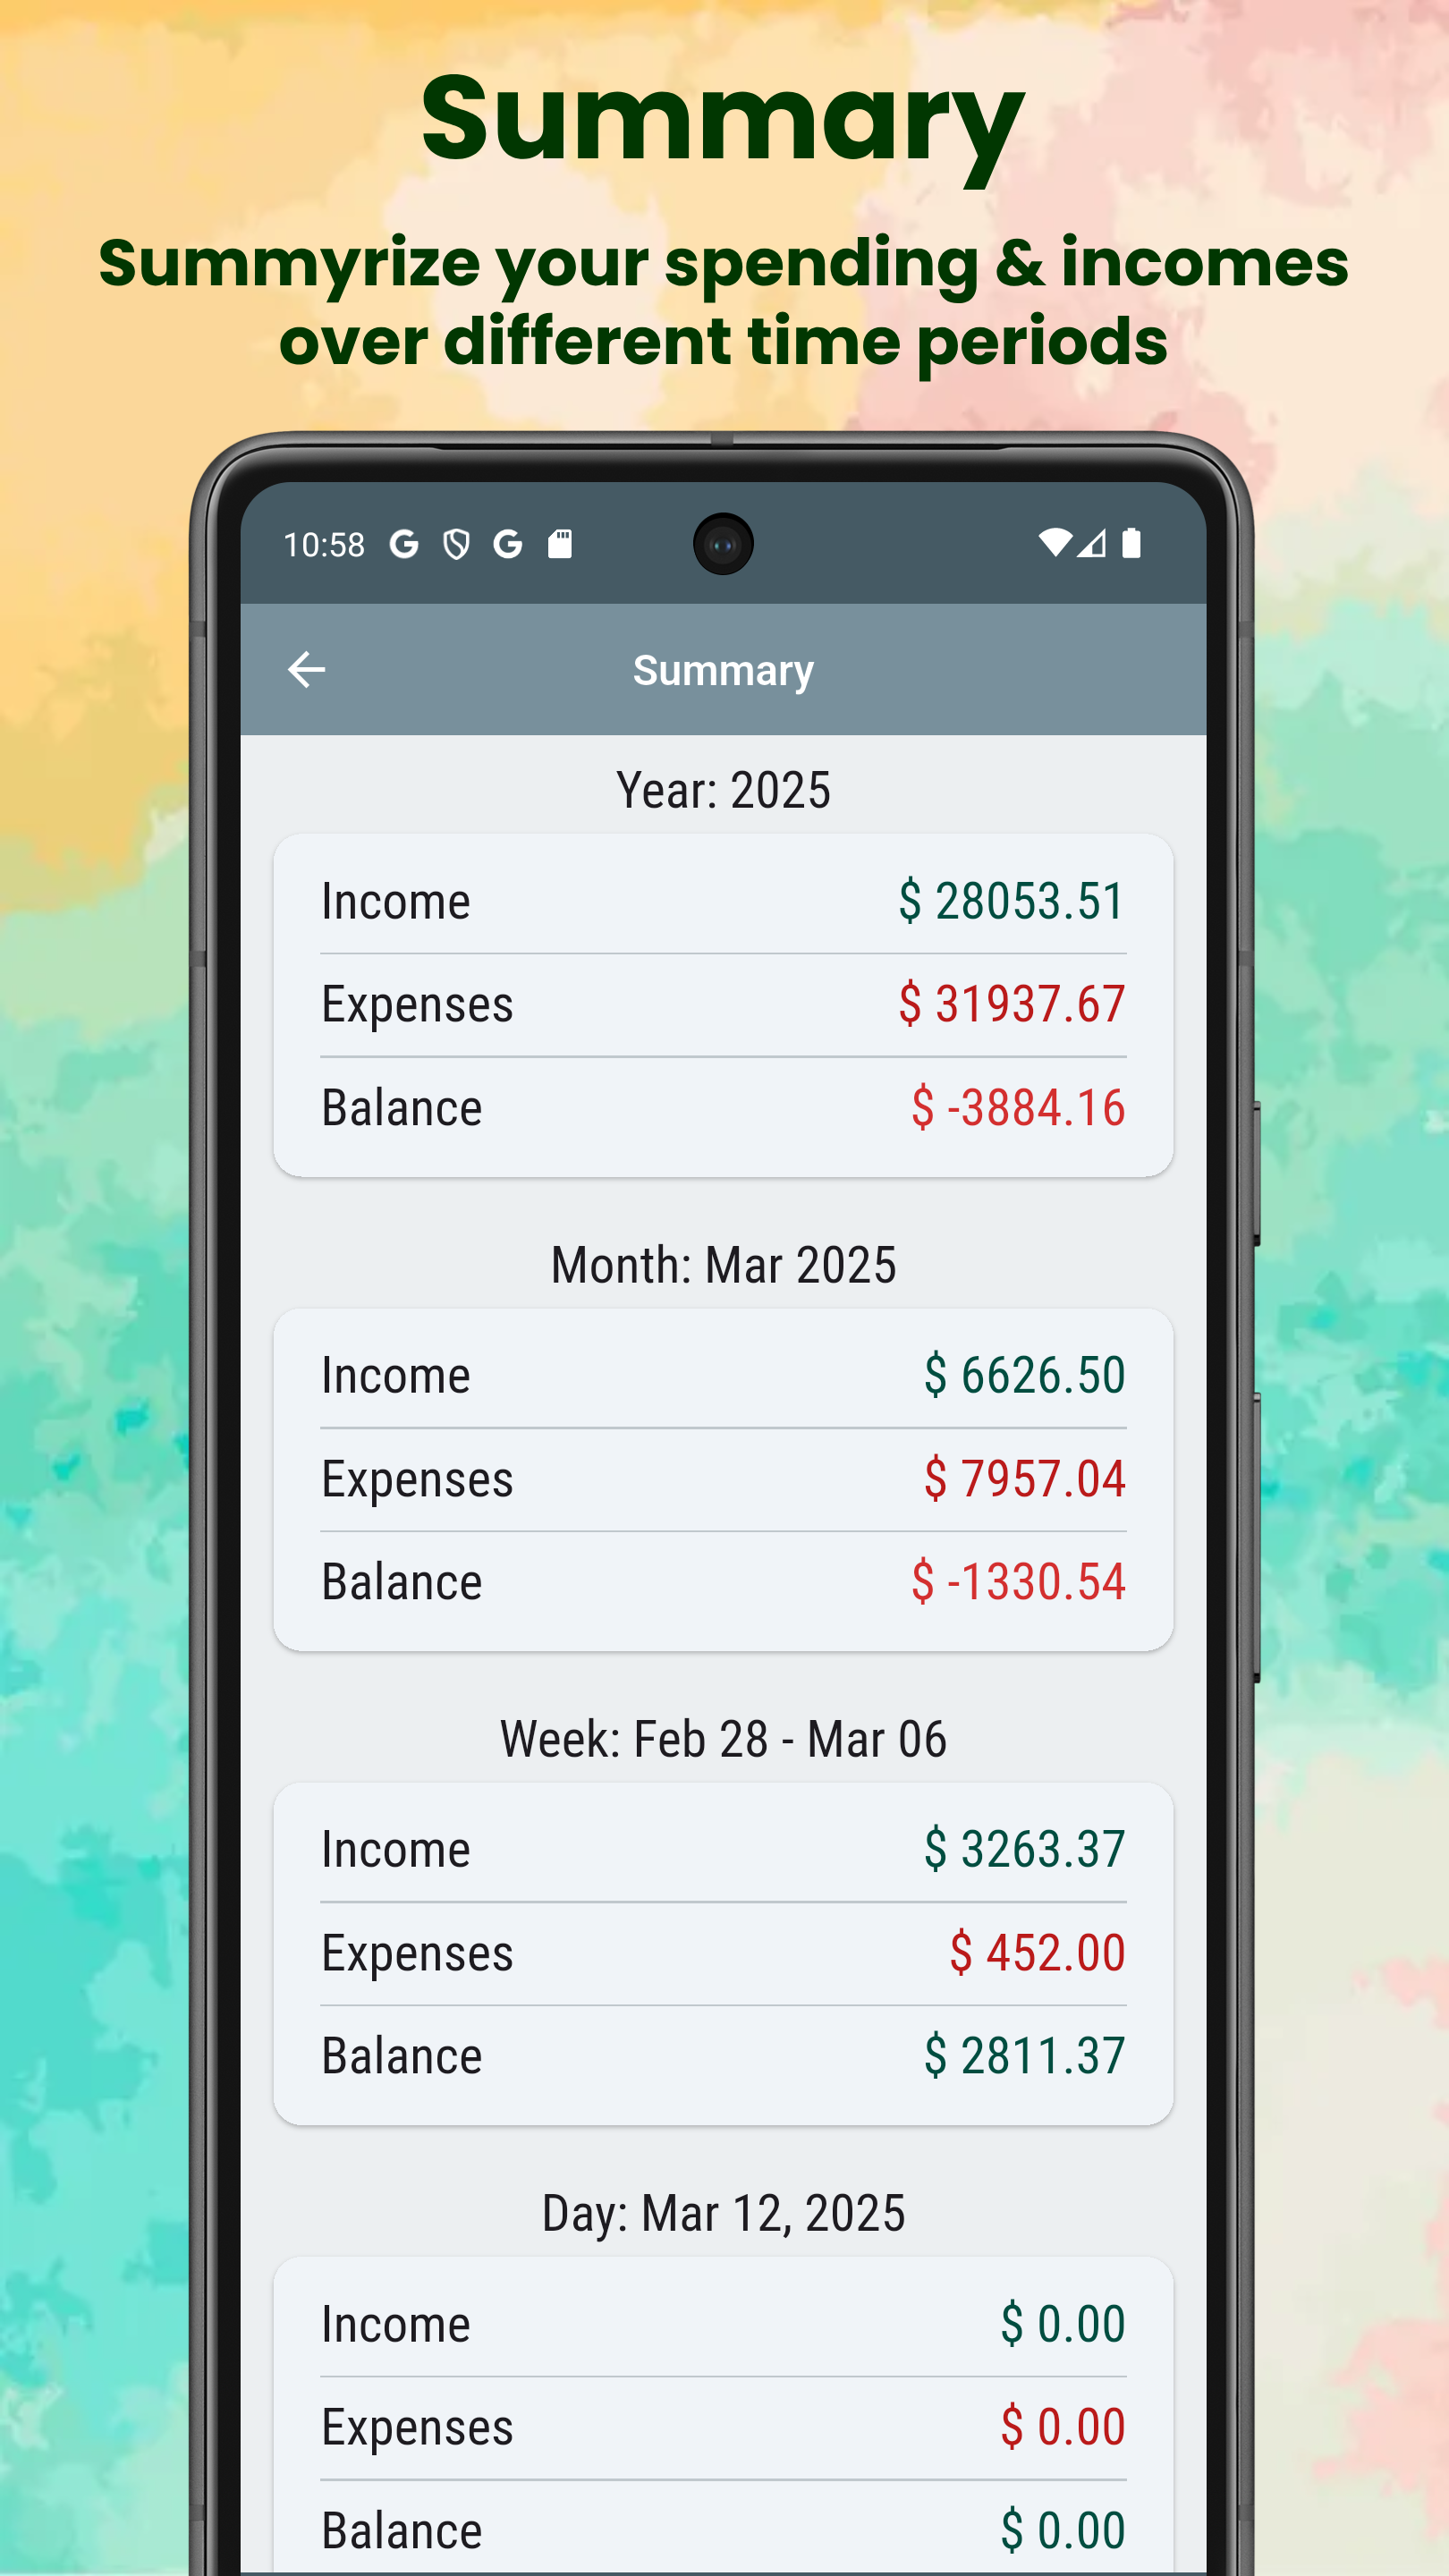 Summary
Summyrize your spending & incomes
over different time periods
10:58
Summary
Year: 2025
Income $ 28053.51
Expenses $ 31937.67
Balance $ -3884.16
Month: Mar 2025
Income $ 6626.50
Expenses $ 7957.04
Balance $ -1330.54
Week: Feb 28 - Mar 06
Income $ 3263.37
Expenses $ 452.00
Balance $ 2811.37
Day: Mar 12, 2025
Income $ 0.00
Expenses $ 0.00
Balance $ 0.00